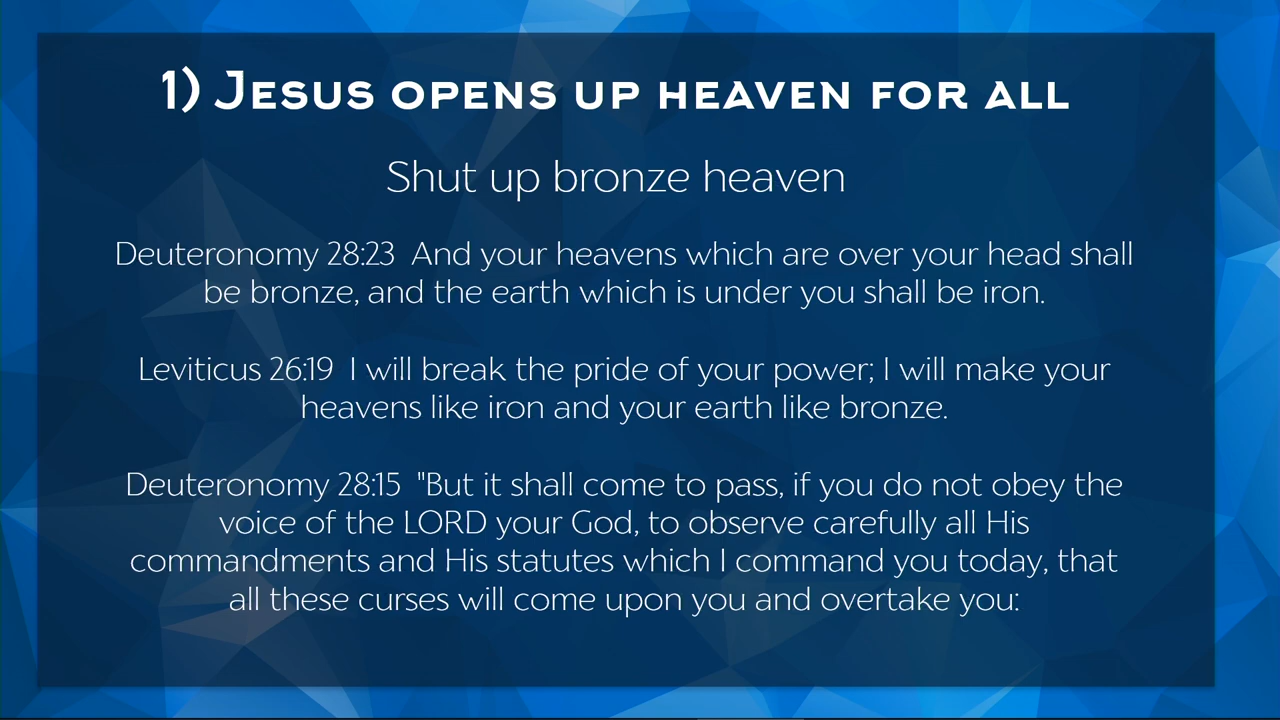 1) Jesus opens up heaven for all
Shut up bronze heaven
Deuteronomy 28:23  And your heavens which are over your head shall
be bronze, and the earth which is under you shall be iron.
Leviticus 26:19  I will break the pride of your power; I will make your
heavens like iron and your earth like bronze.
Deuteronomy 28:15  "But it shall come to pass, if you do not obey the
voice of the LORD your God, to observe carefully all His
commandments and His statutes which I command you today, that
all these curses will come upon you and overtake you: